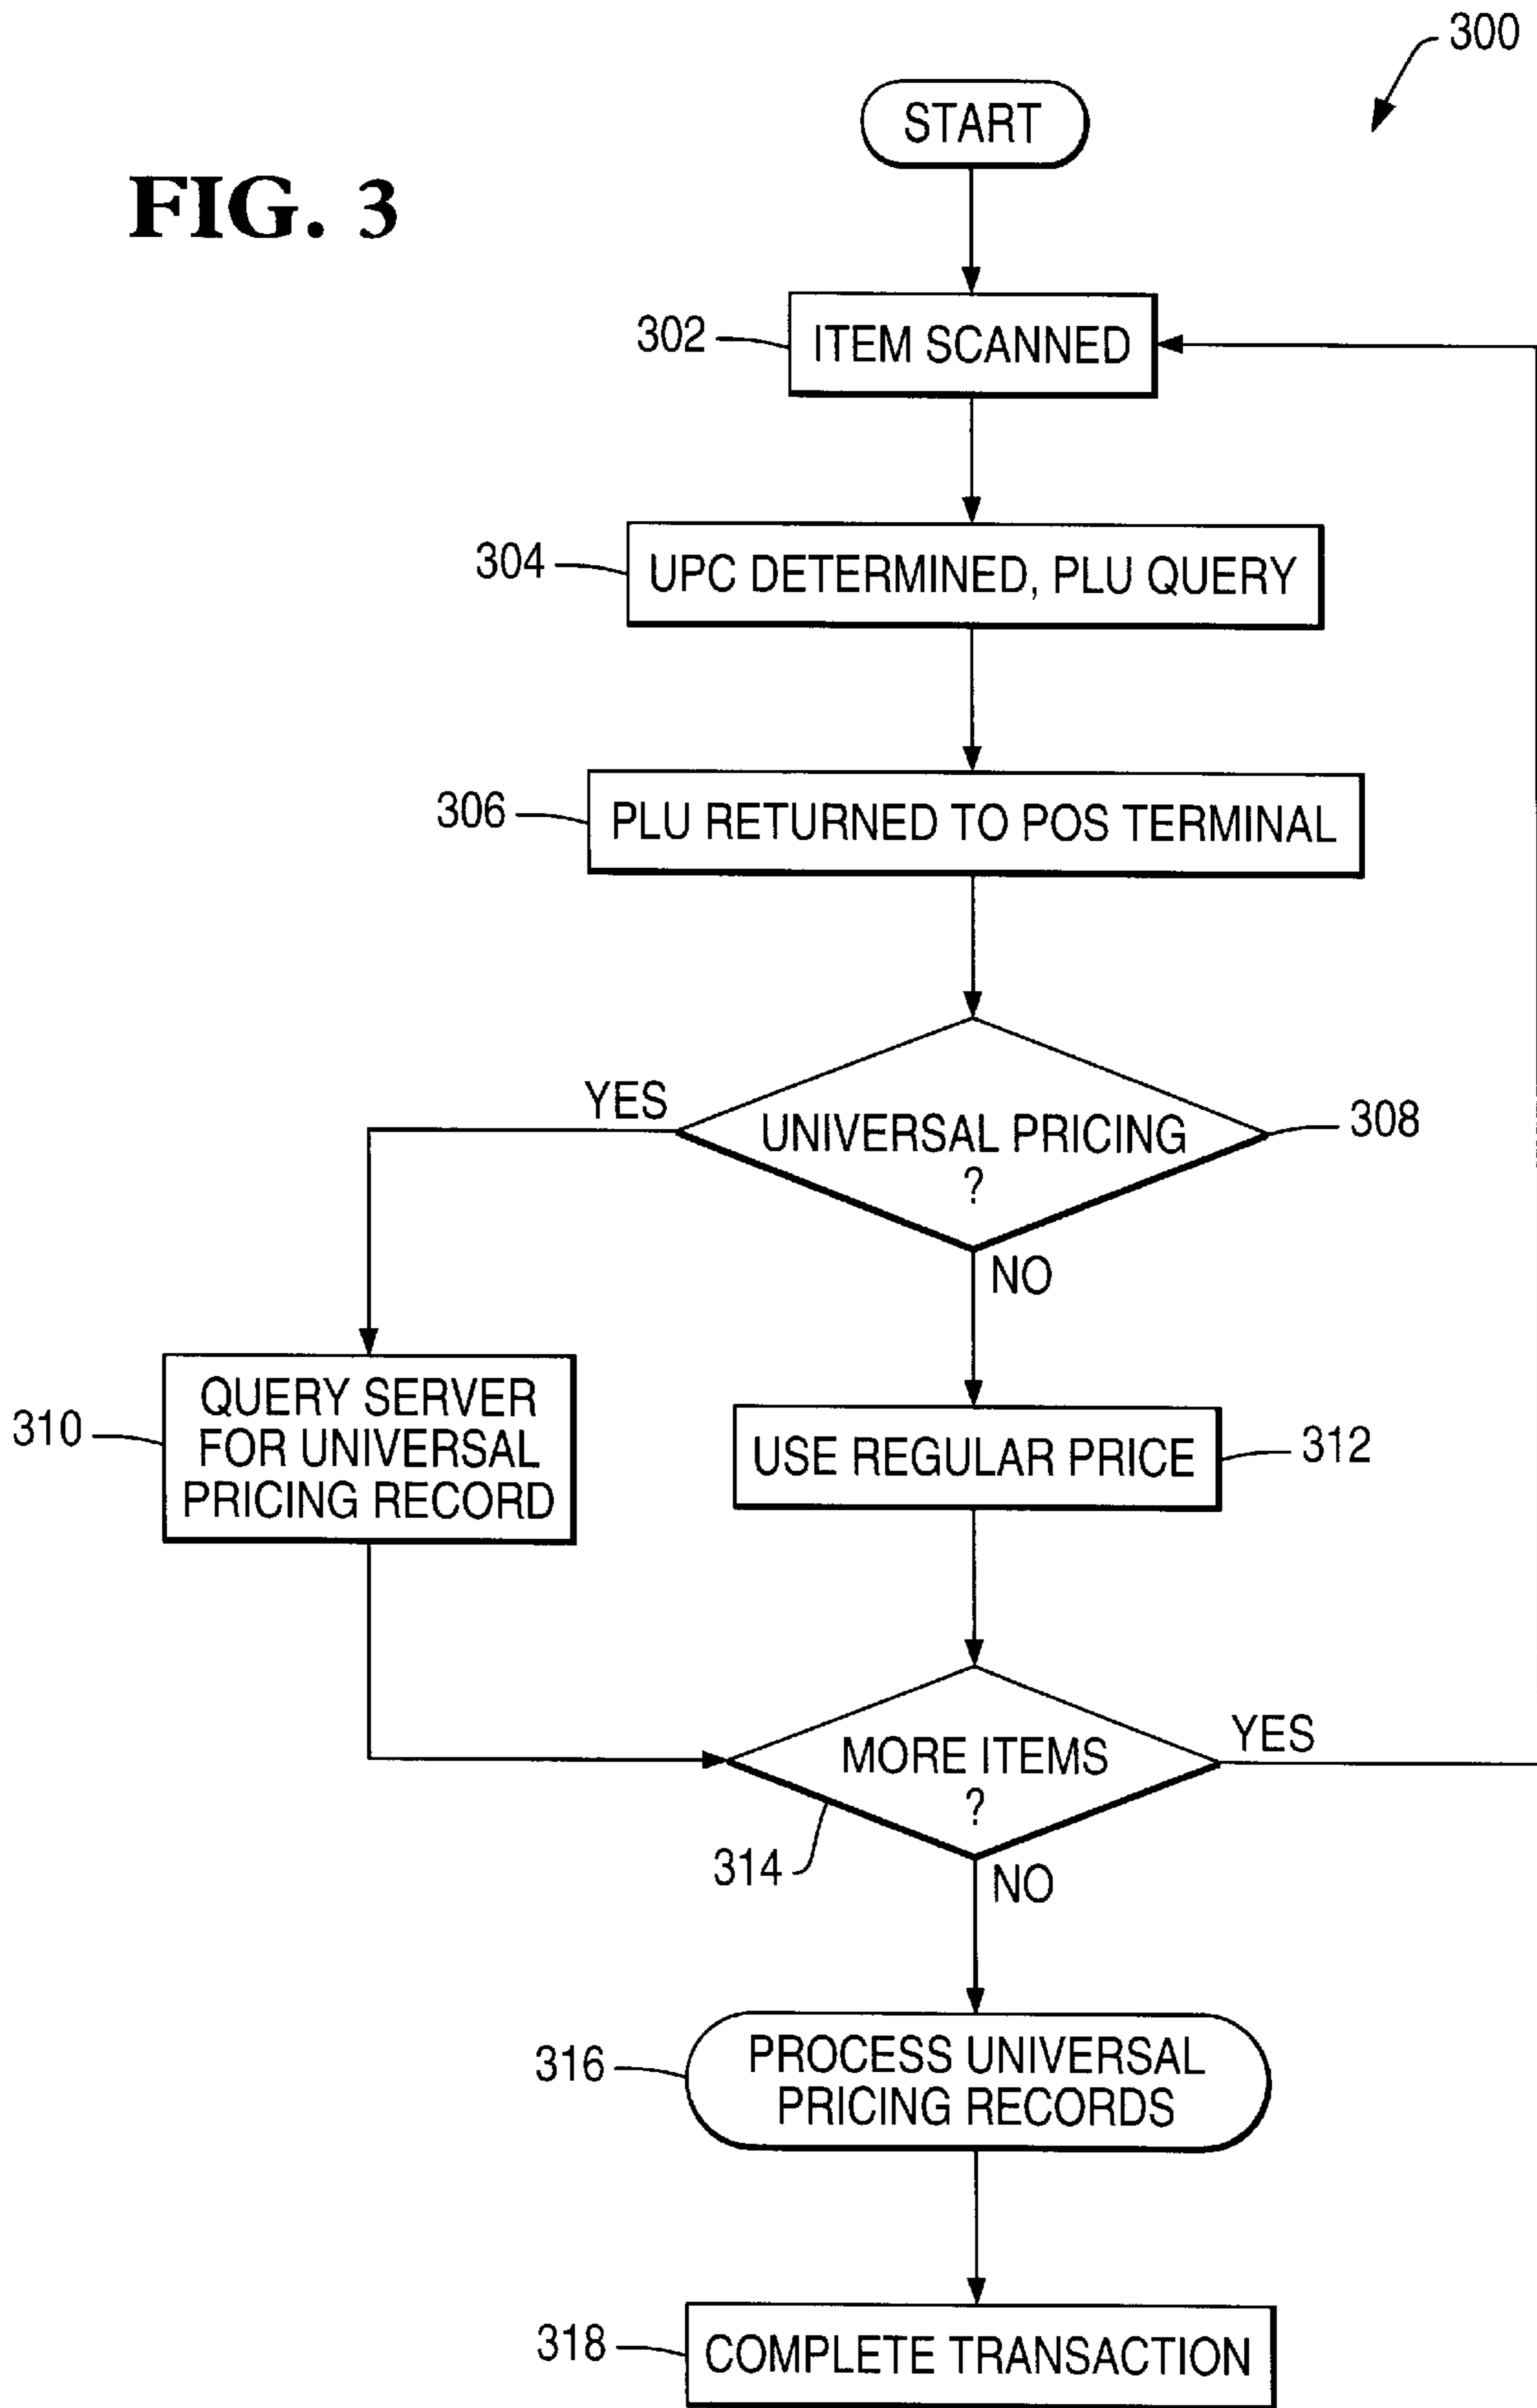 300
START
FIG. 3
302
ITEM SCANNED
304
UPC DETERMINED, PLU QUERY
306
PLU RETURNED TO POS TERMINAL
YES
UNIVERSAL PRICING
?
308
NO
310
QUERY SERVER
FOR UNIVERSAL
PRICING RECORD
USE REGULAR PRICE
312
MORE ITEMS
?
YES
314
NO
316
PROCESS UNIVERSAL
PRICING RECORDS
318
COMPLETE TRANSACTION